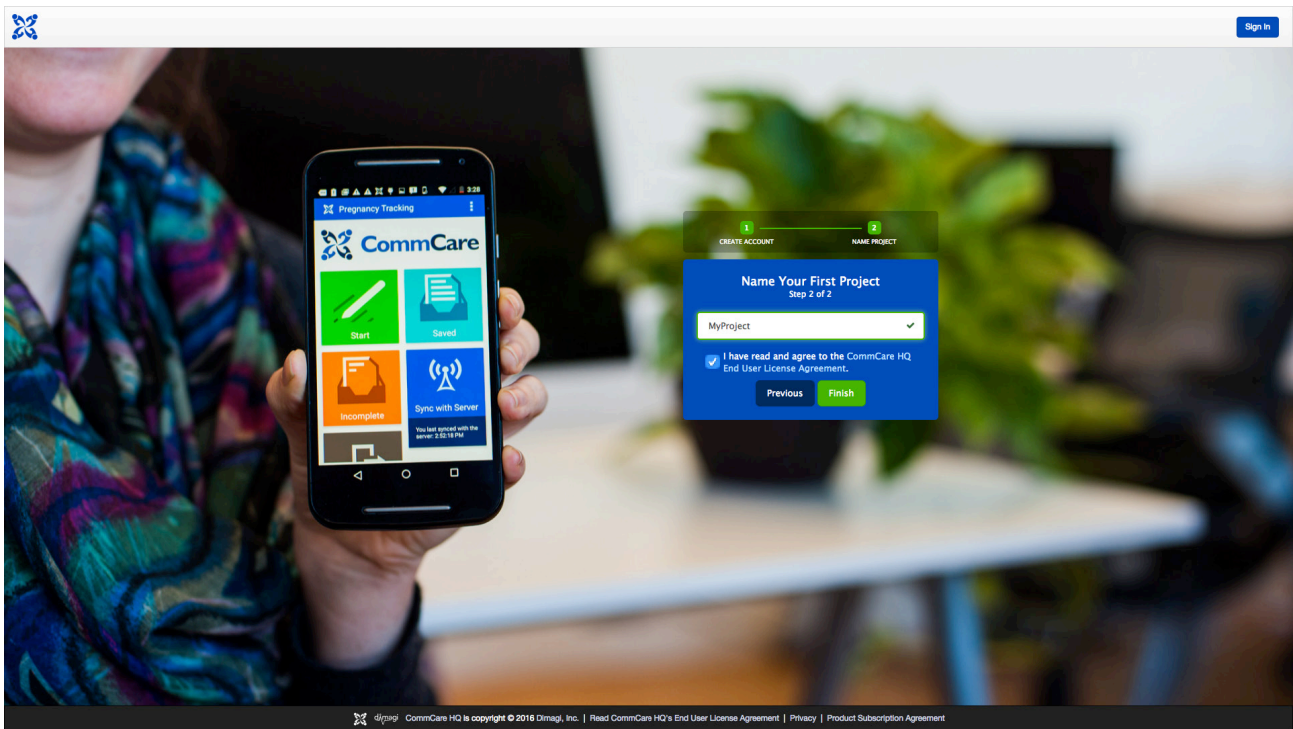 Sign In
3:28
Pregnancy Tracking
CommCare
Start
Saved
Incomplete
Sync with Server
You last synced with the
server: 2:52:18 PM
1
2
CREATE ACCOUNT
NAME PROJECT
Name Your First Project
Step 2 of 2
MyProject
I have read and agree to the CommCare HQ
End User License Agreement.
Previous
Finish
dimagi CommCare HQ is copyright © 2016 Dimagi, Inc. | Read CommCare HQ's End User License Agreement | Privacy | Product Subscription Agreement